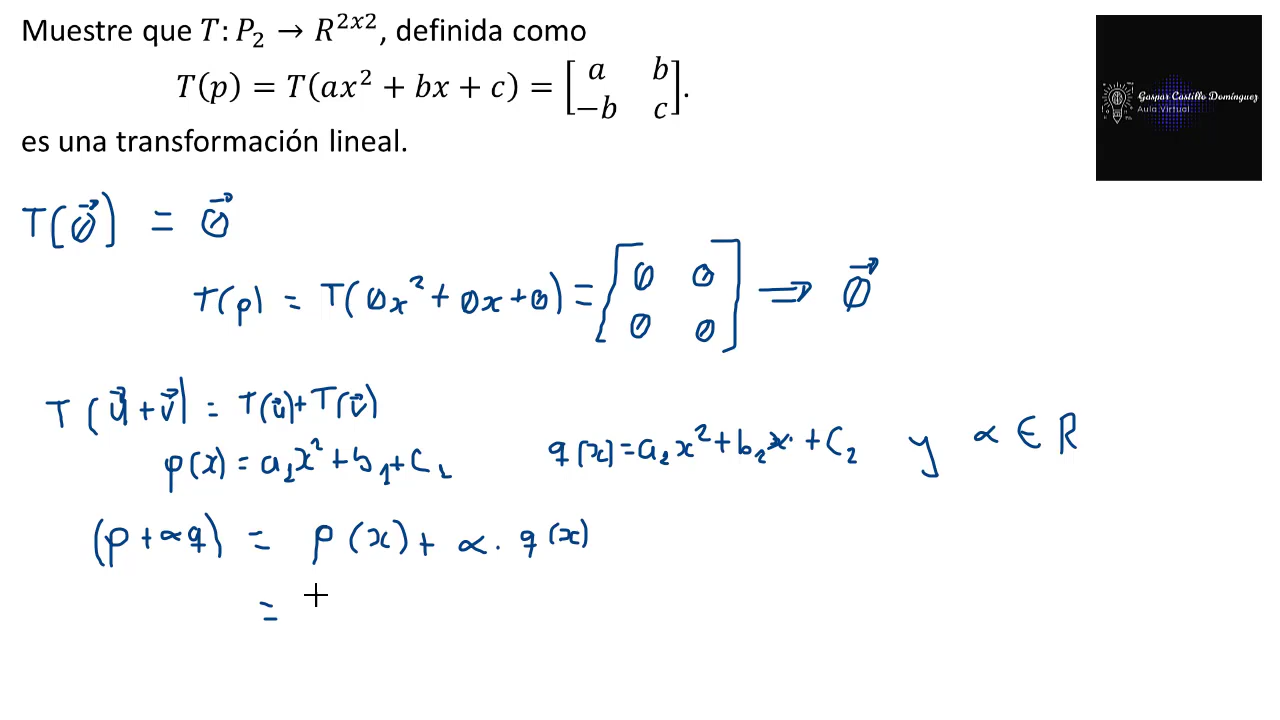 Muestre que T: P₂ → R²ˣ², definida como
T(p) = T(ax² + bx + c) = [a b; −b c].
es una transformación lineal.
Gaspar Castillo Domínguez
Aula Virtual
T(0⃗) = 0⃗
T(p) = T(0x² + 0x + 0) = [0 0; 0 0] ⟹ 0⃗
T(u⃗ + v⃗) = T(u⃗) + T(v⃗)
p(x) = a₁x² + b₁ + c₁ q(x) = a₂x² + b₂x + c₂ y α ∈ R
(p + αq) = p(x) + α · q(x)
=